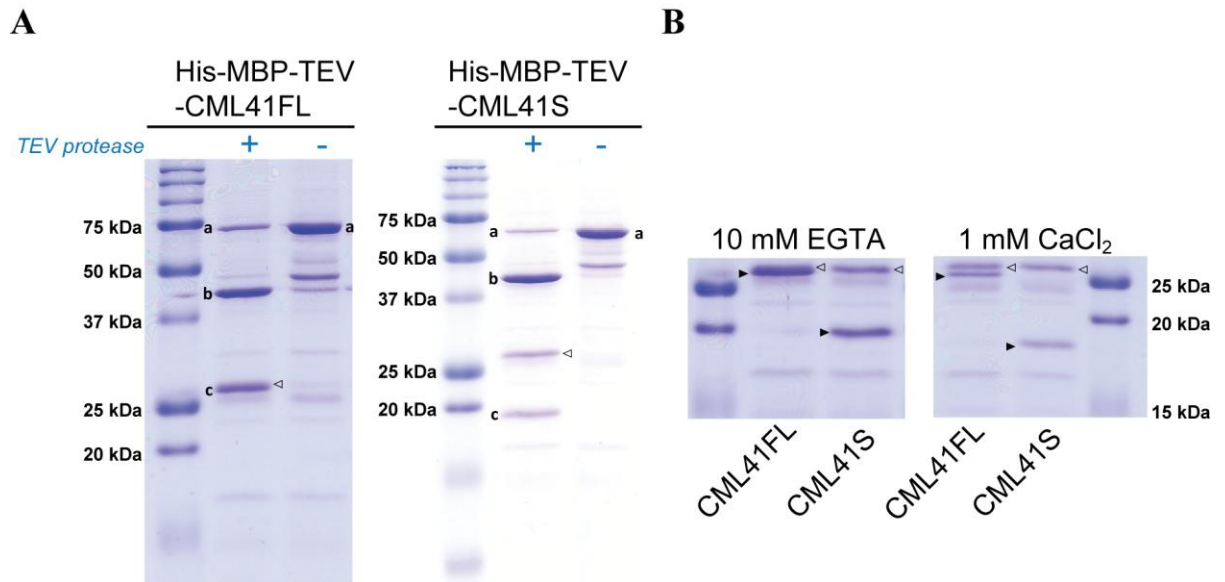 A
His-MBP-TEV
-CML41FL
His-MBP-TEV
-CML41S
TEV protease
+
-
+
-
75 kDa
50 kDa
37 kDa
25 kDa
20 kDa
a
a
b
c
75 kDa
50 kDa
37 kDa
25 kDa
20 kDa
a
a
b
c
B
10 mM EGTA
1 mM CaCl₂
25 kDa
20 kDa
15 kDa
CML41FL
CML41S
CML41FL
CML41S